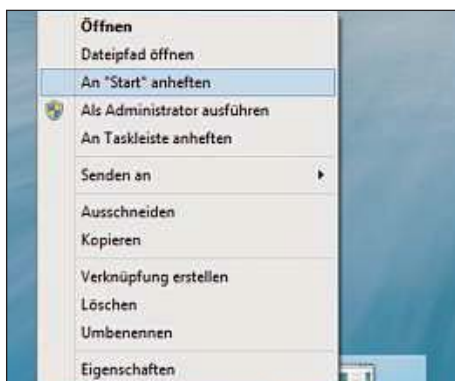 Öffnen
Dateipfad öffnen
An "Start" anheften
Als Administrator ausführen
An Taskleiste anheften
Senden an
Ausschneiden
Kopieren
Verknüpfung erstellen
Löschen
Umbenennen
Eigenschaften